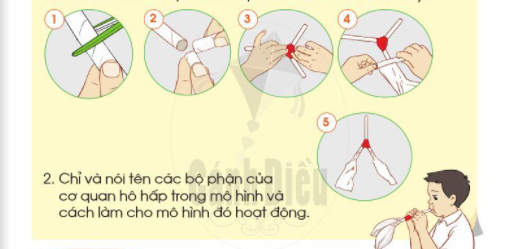 1
2
3
4
5
Cánh Diều
2. Chỉ và nói tên các bộ phận của
cơ quan hô hấp trong mô hình và
cách làm cho mô hình đó hoạt động.